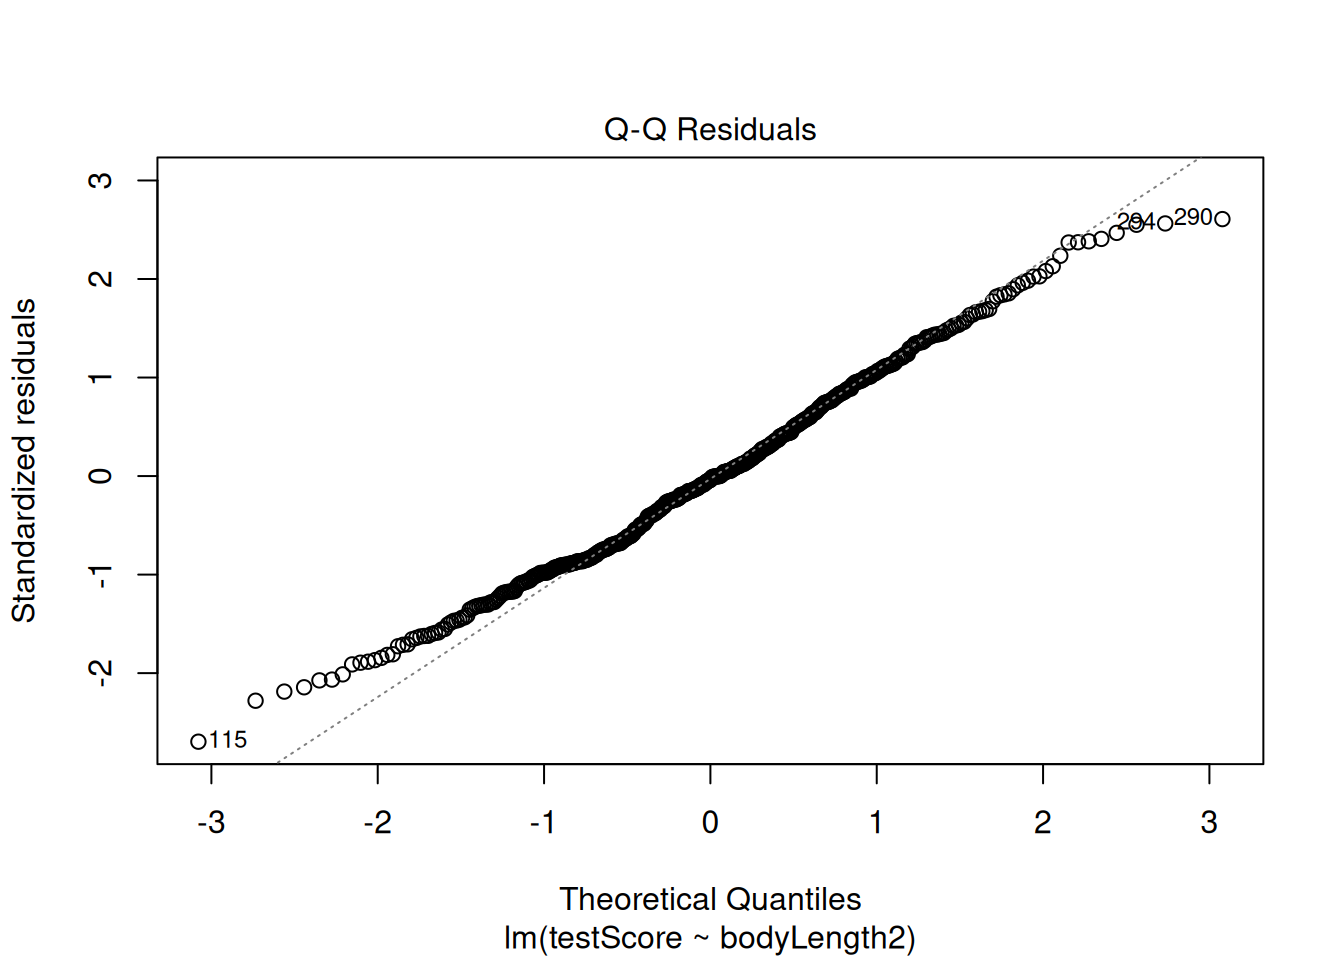 Q-Q Residuals
Standardized residuals
3
2
1
0
-1
-2
294
290
115
-3 -2 -1 0 1 2 3
Theoretical Quantiles
lm(testScore ~ bodyLength2)